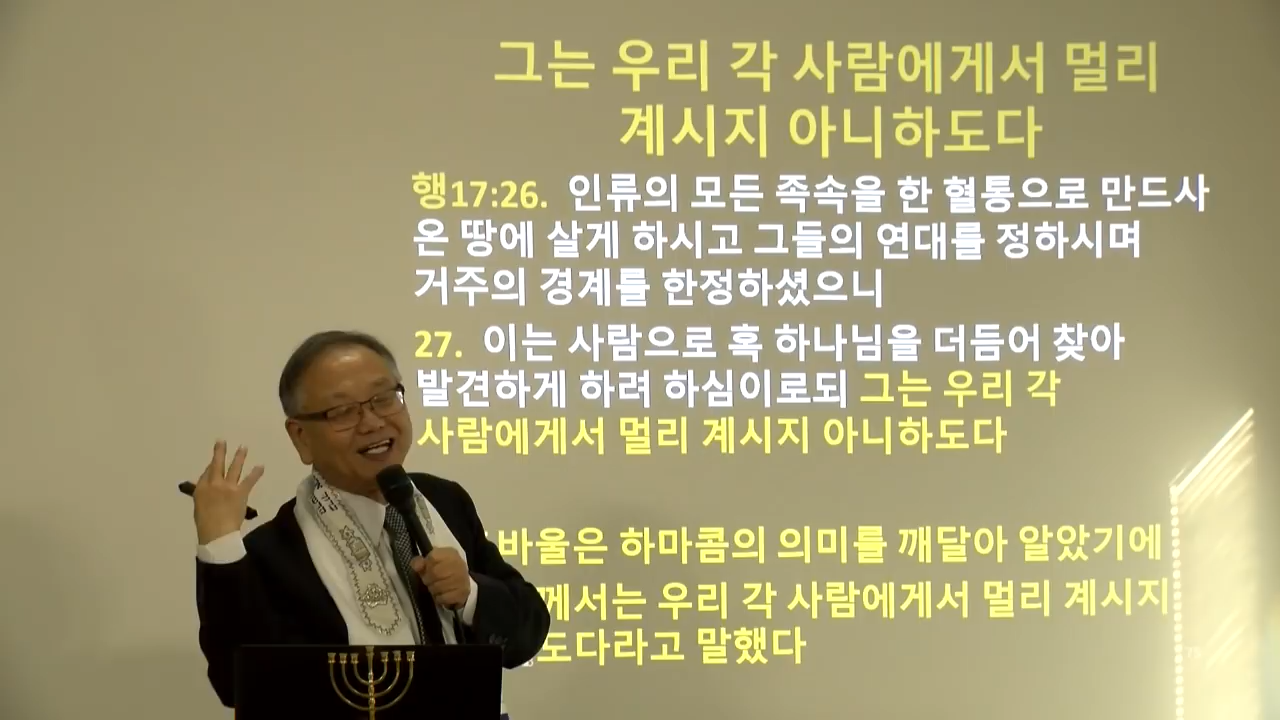 그는 우리 각 사람에게서 멀리
계시지 아니하도다
행17:26. 인류의 모든 족속을 한 혈통으로 만드사
온 땅에 살게 하시고 그들의 연대를 정하시며
거주의 경계를 한정하셨으니
27. 이는 사람으로 혹 하나님을 더듬어 찾아
발견하게 하려 하심이로되 그는 우리 각
사람에게서 멀리 계시지 아니하도다
바울은 하마콤의 의미를 깨달아 알았기에
께서는 우리 각 사람에게서 멀리 계시지
도다라고 말했다